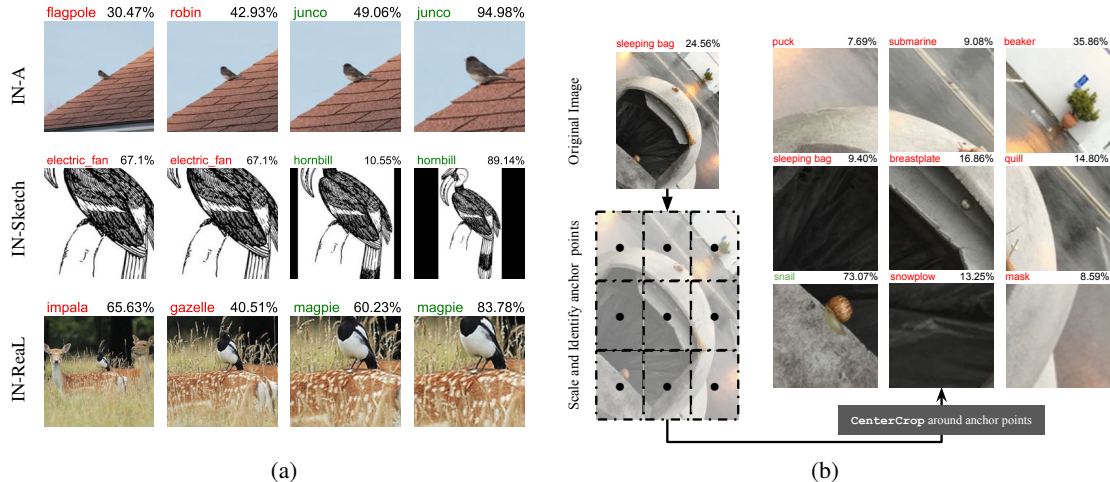 flagpole 30.47% robin 42.93% junco 49.06% junco 94.98%
IN-A
electric_fan 67.1% electric_fan 67.1% hornbill 10.55% hornbill 89.14%
IN-Sketch
impala 65.63% gazelle 40.51% magpie 60.23% magpie 83.78%
IN-ReaL
(a)
Original Image
sleeping bag 24.56%
Scale and Identify anchor points
puck 7.69% submarine 9.08% beaker 35.86%
sleeping bag 9.40% breastplate 16.86% quill 14.80%
snail 73.07% snowplow 13.25% mask 8.59%
CenterCrop around anchor points
(b)